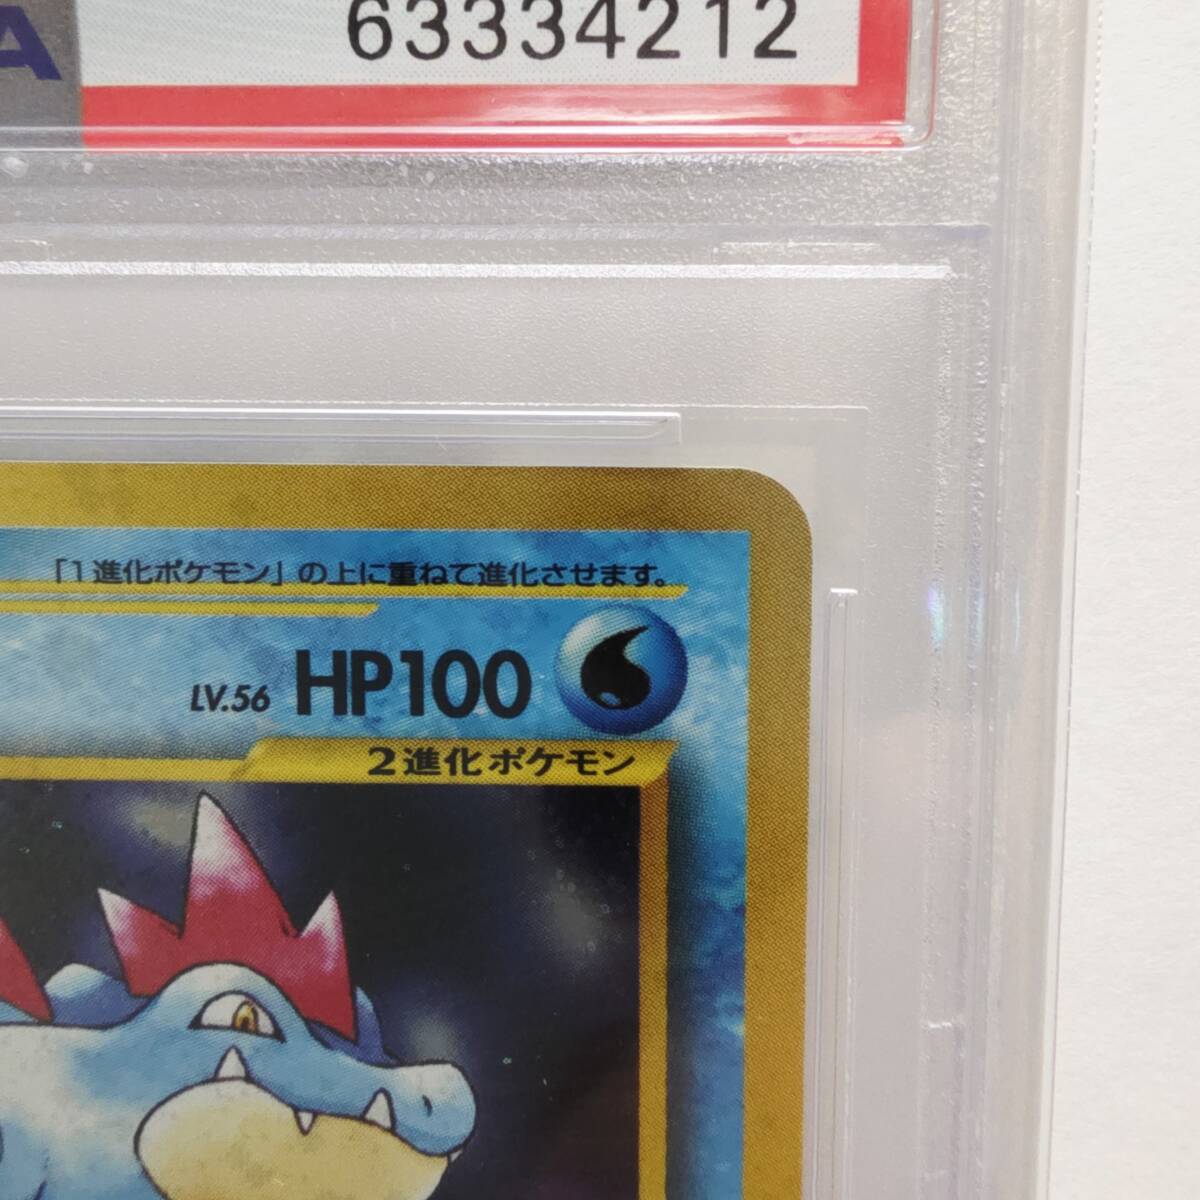 A
63334212
「1進化ポケモン」の上に重ねて進化させます。
LV.56 HP100
2進化ポケモン